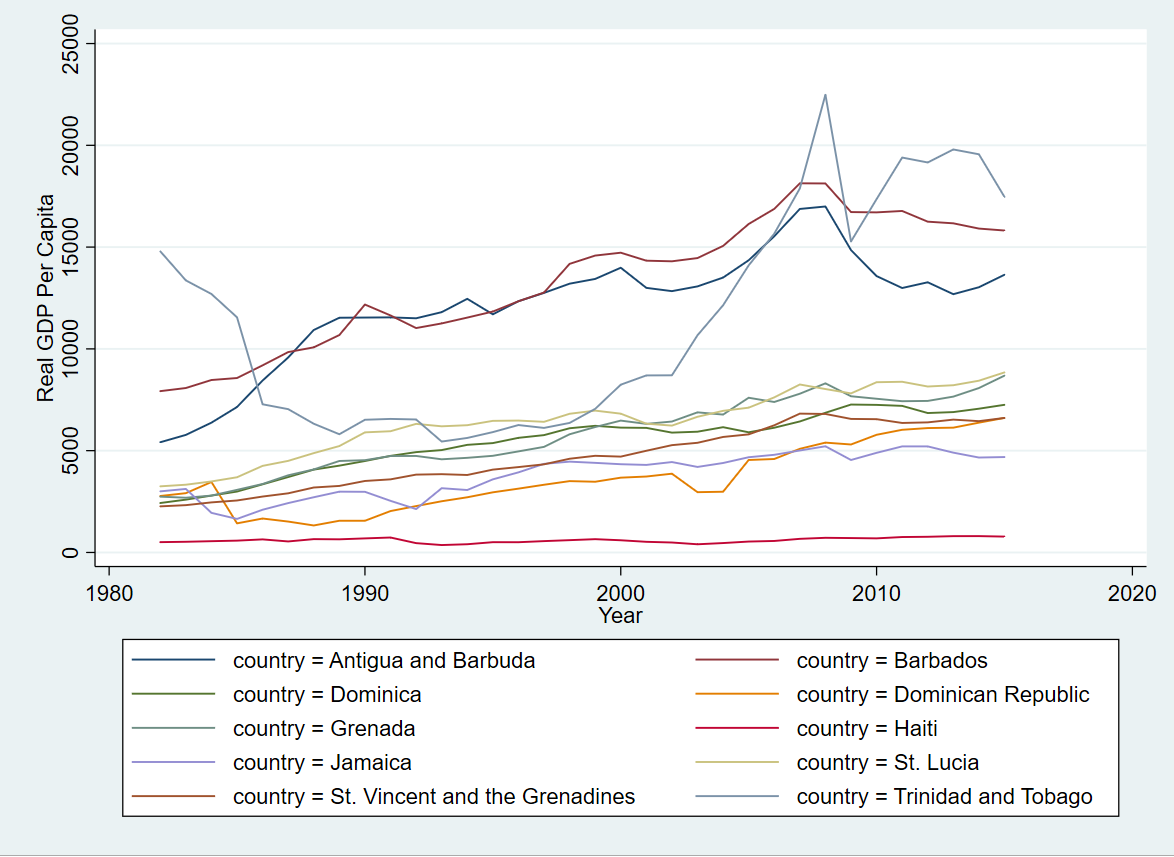 Real GDP Per Capita
25000
20000
15000
10000
5000
0
1980 1990 2000 2010 2020
Year
country = Antigua and Barbuda country = Barbados
country = Dominica country = Dominican Republic
country = Grenada country = Haiti
country = Jamaica country = St. Lucia
country = St. Vincent and the Grenadines country = Trinidad and Tobago